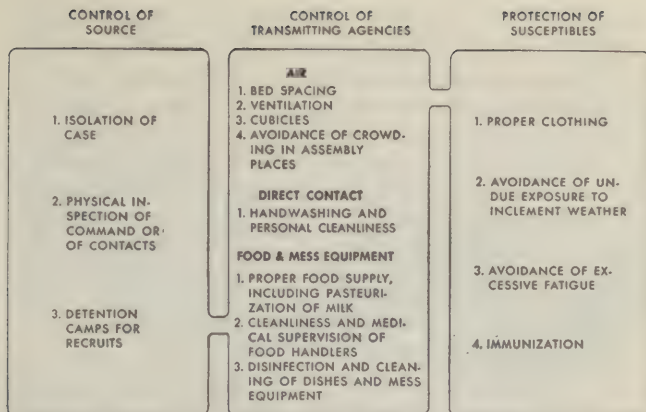 CONTROL OF
SOURCE
1. ISOLATION OF
CASE
2. PHYSICAL IN-
SPECTION OF
COMMAND OR
OF CONTACTS
3. DETENTION
CAMPS FOR
RECRUITS
CONTROL OF
TRANSMITTING AGENCIES
AIR
1. BED SPACING
2. VENTILATION
3. CUBICLES
4. AVOIDANCE OF CROWD-
ING IN ASSEMBLY
PLACES
DIRECT CONTACT
1. HANDWASHING AND
PERSONAL CLEANLINESS
FOOD & MESS EQUIPMENT
1. PROPER FOOD SUPPLY,
INCLUDING PASTEURI-
ZATION OF MILK
2. CLEANLINESS AND MEDI-
CAL SUPERVISION OF
FOOD HANDLERS
3. DISINFECTION AND CLEAN-
ING OF DISHES AND MESS
EQUIPMENT
PROTECTION OF
SUSCEPTIBLES
1. PROPER CLOTHING
2. AVOIDANCE OF UN-
DUE EXPOSURE TO
INCLEMENT WEATHER
3. AVOIDANCE OF EX-
CESSIVE FATIGUE
4. IMMUNIZATION